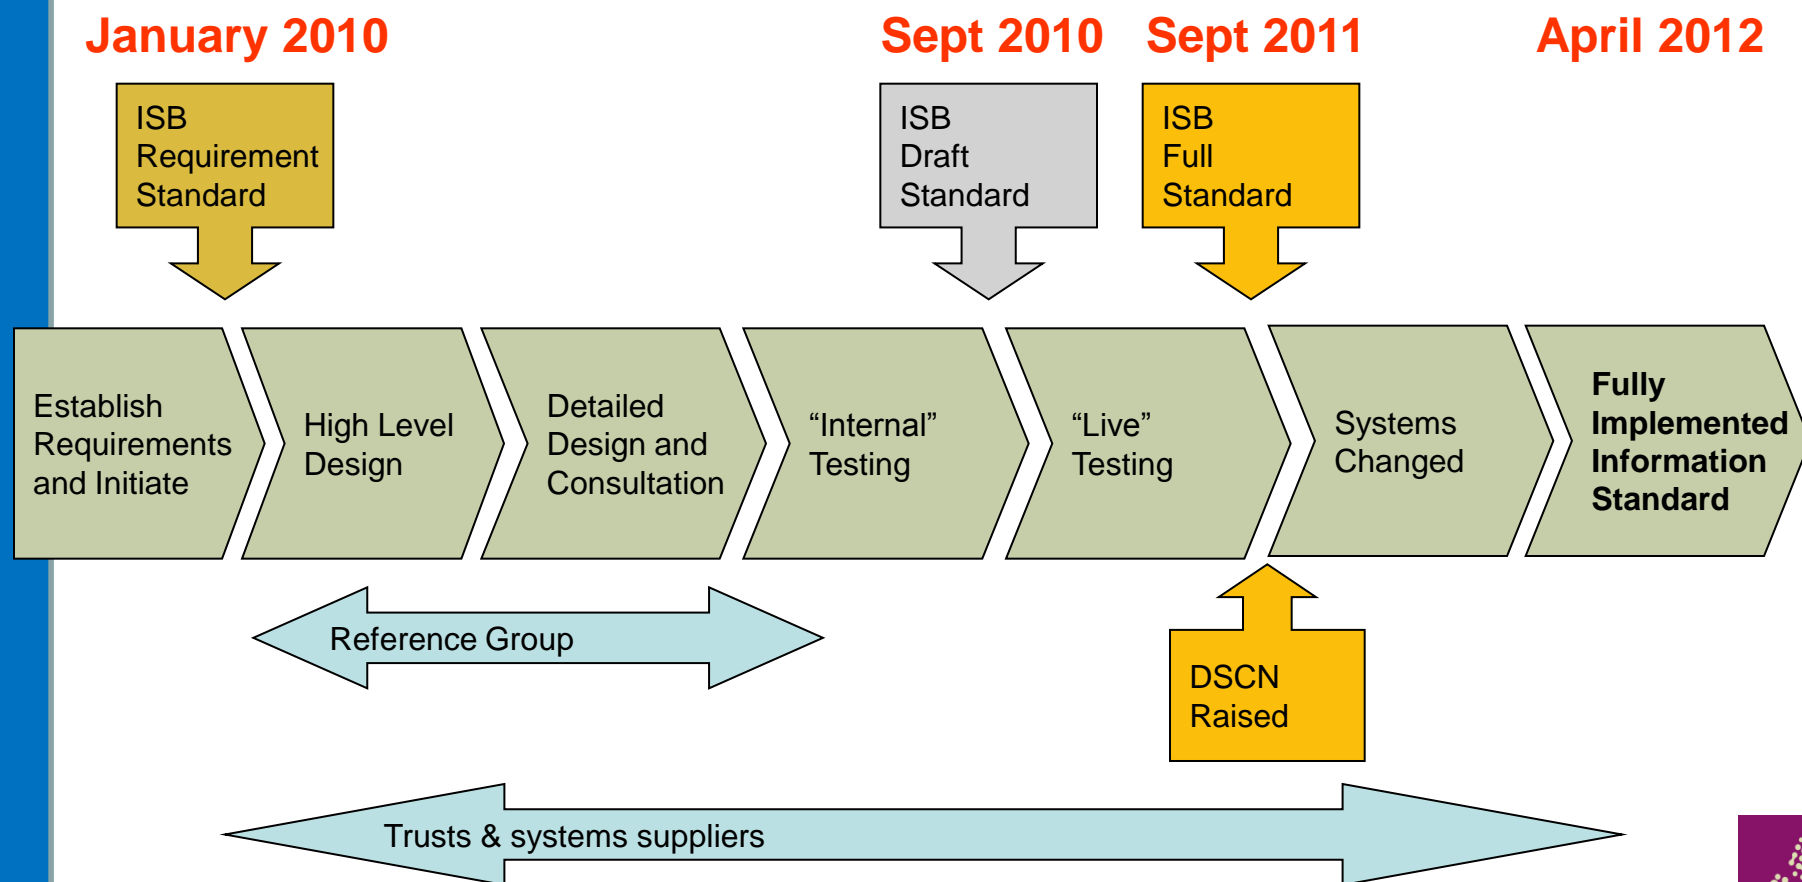 January 2010
Sept 2010
Sept 2011
April 2012
ISB
Requirement
Standard
ISB
Draft
Standard
ISB
Full
Standard
Establish
Requirements
and Initiate
High Level
Design
Detailed
Design and
Consultation
“Internal”
Testing
“Live”
Testing
Systems
Changed
Fully
Implemented
Information
Standard
Reference Group
DSCN
Raised
Trusts & systems suppliers